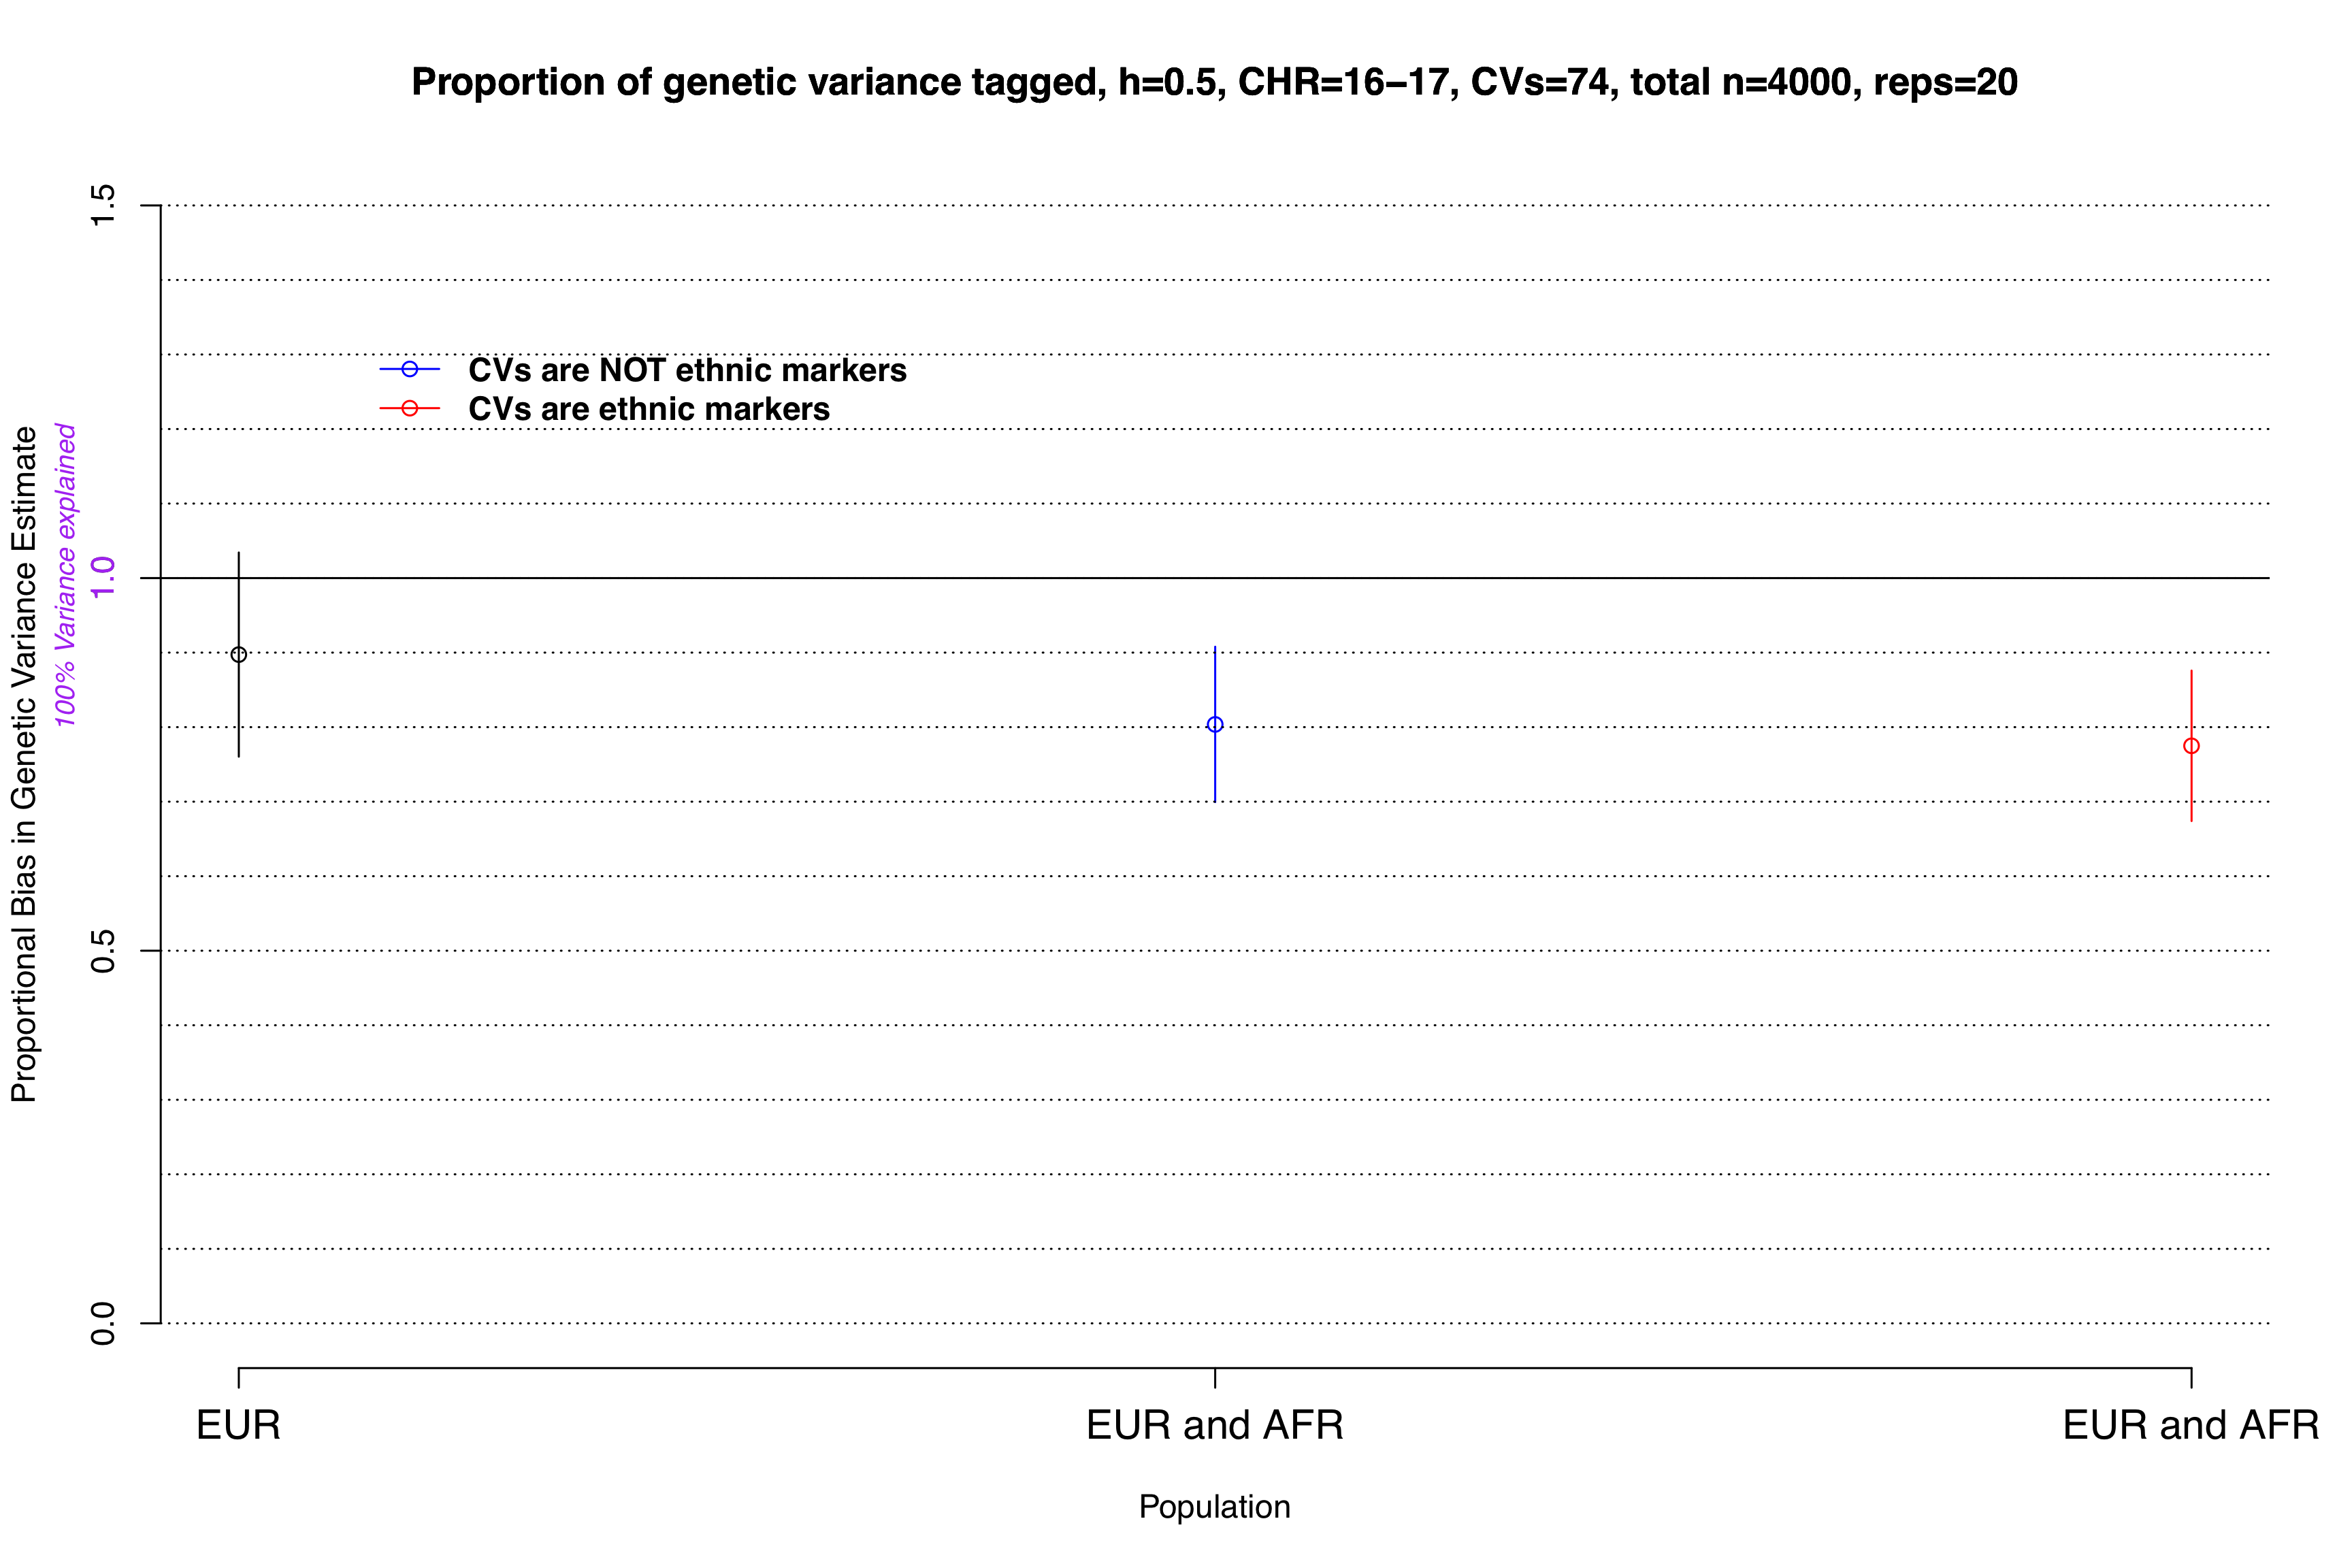 Proportion of genetic variance tagged, h=0.5, CHR=16−17, CVs=74, total n=4000, reps=20
Proportional Bias in Genetic Variance Estimate
100% Variance explained
1.5
1.0
0.5
0.0
CVs are NOT ethnic markers
CVs are ethnic markers
EUR
EUR and AFR
EUR and AFR
Population